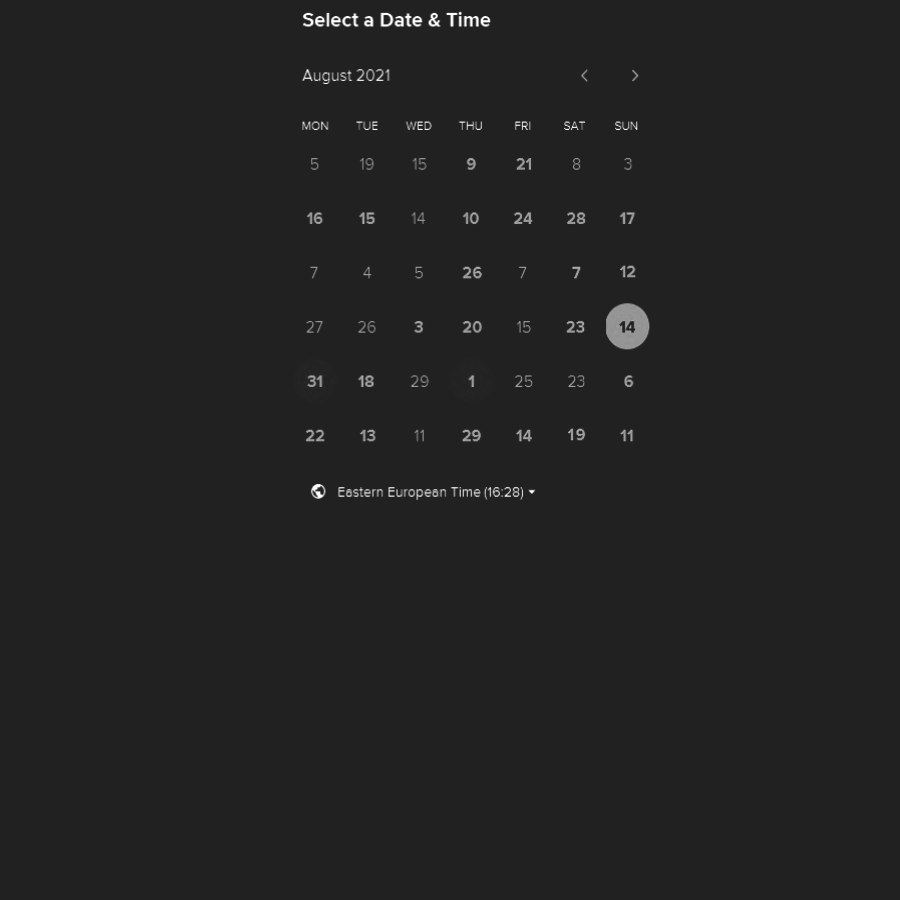 Select a Date & Time
August 2021
MON TUE WED THU FRI SAT SUN
5 19 15 9 21 8 3
16 15 14 10 24 28 17
7 4 5 26 7 7 12
27 26 3 20 15 23 14
31 18 29 1 25 23 6
22 13 11 29 14 19 11
Eastern European Time (16:28)